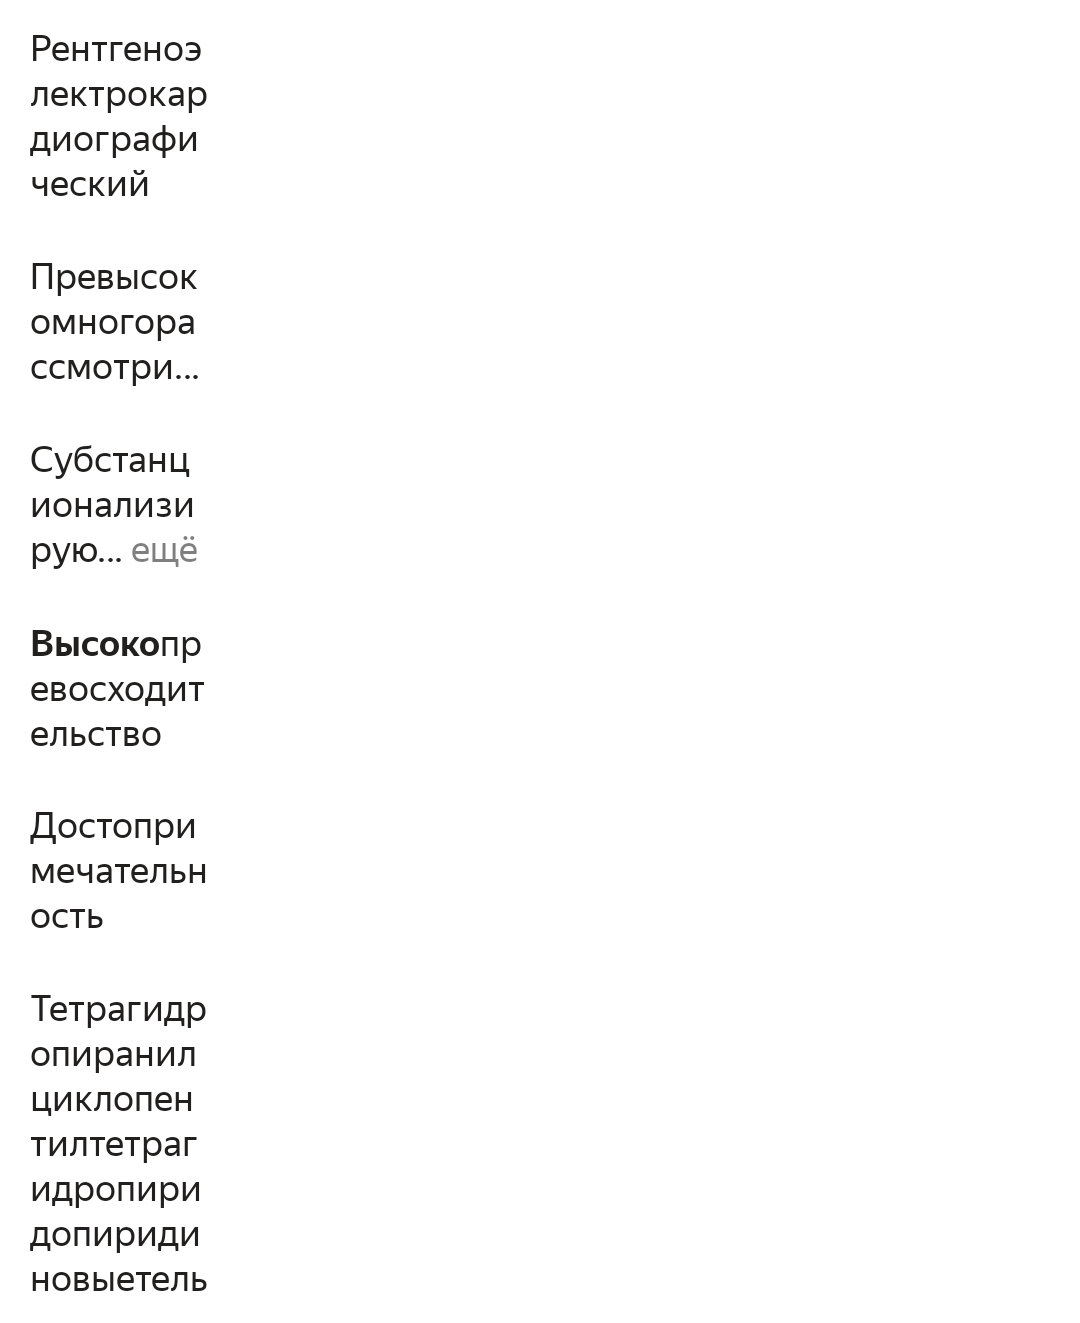 Рентгеноэ
лектрокар
диографи
ческий
Превысок
омногора
ссмотри...
Субстанц
ионализи
рую... ещё
Высокопр
евосходит
ельство
Достопри
мечательн
ость
Тетрагидр
опиранил
циклопен
тилтетраг
идропири
допириди
новыетель